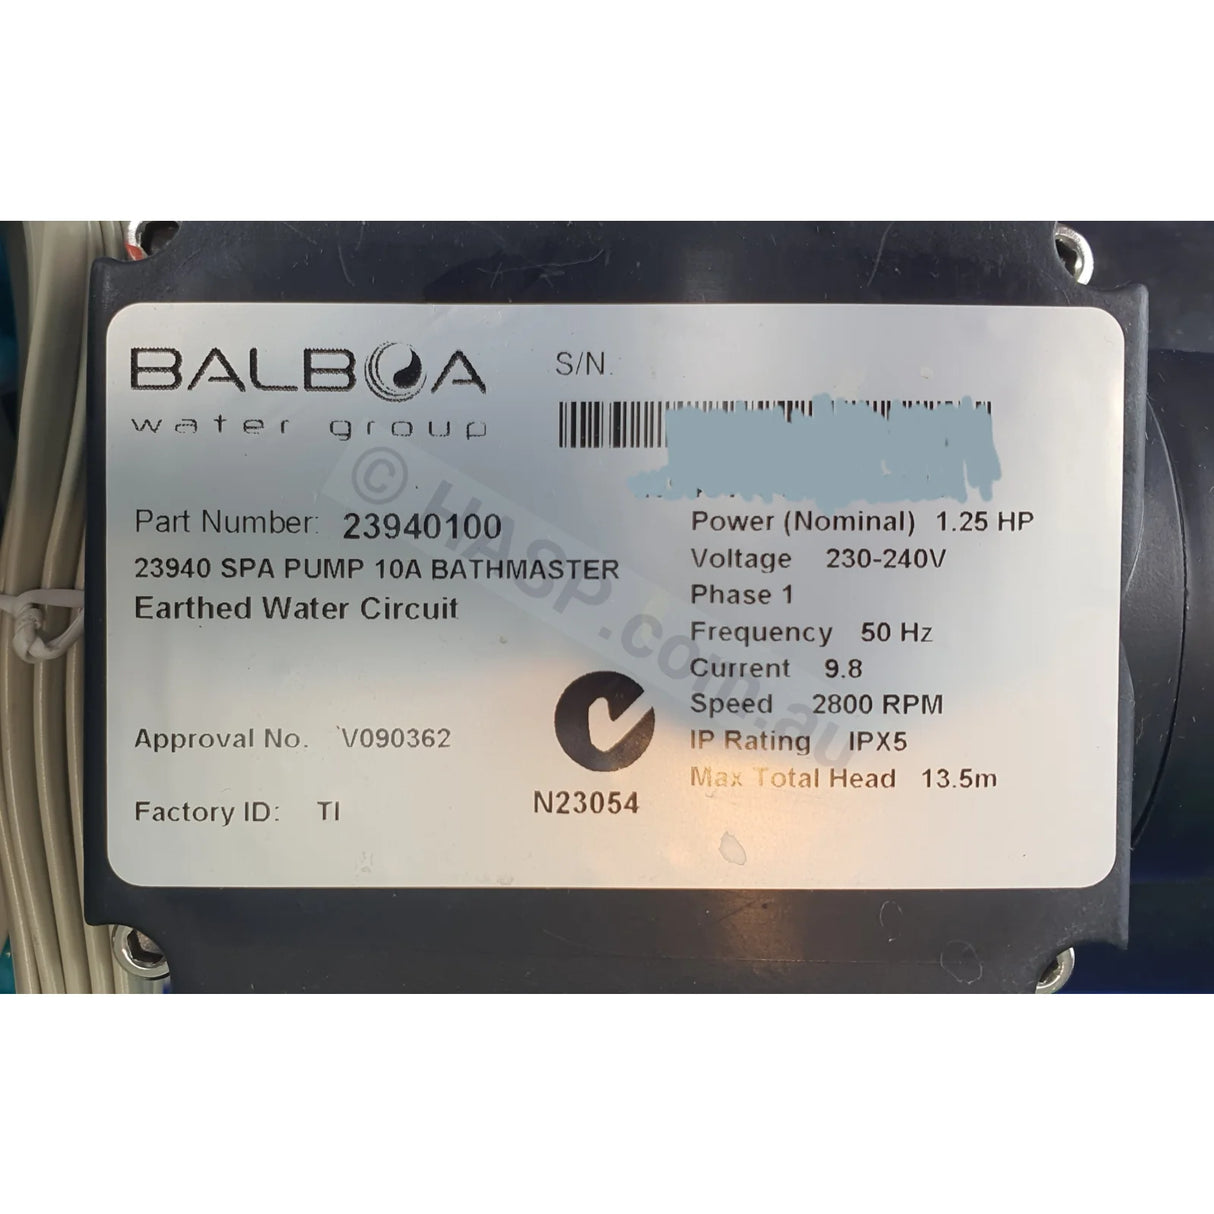 BALBOA
water group
S/N.
Part Number: 23940100
23940 SPA PUMP 10A BATHMASTER
Earthed Water Circuit
Approval No. V090362
Factory ID: TI
N23054
Power (Nominal) 1.25 HP
Voltage 230-240V
Phase 1
Frequency 50 Hz
Current 9.8
Speed 2800 RPM
IP Rating IPX5
Max Total Head 13.5m
© HASP.com.au